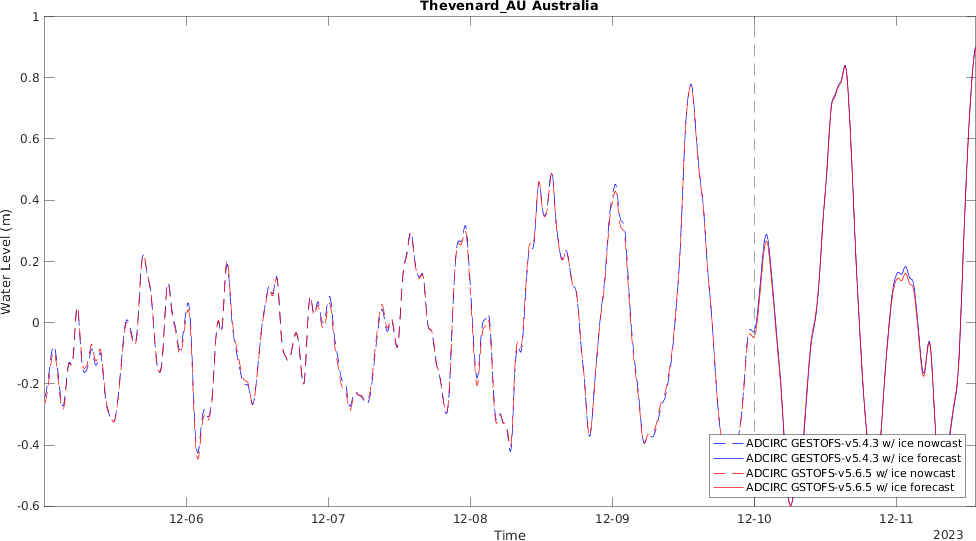 Thevenard_AU Australia
1
0.8
0.6
0.4
0.2
0
-0.2
-0.4
-0.6
Water Level (m)
ADCIRC GESTOFS-v5.4.3 w/ ice nowcast
ADCIRC GESTOFS-v5.4.3 w/ ice forecast
ADCIRC GSTOFS-v5.6.5 w/ ice nowcast
ADCIRC GSTOFS-v5.6.5 w/ ice forecast
12-06 12-07 12-08 12-09 12-10 12-11
Time
2023